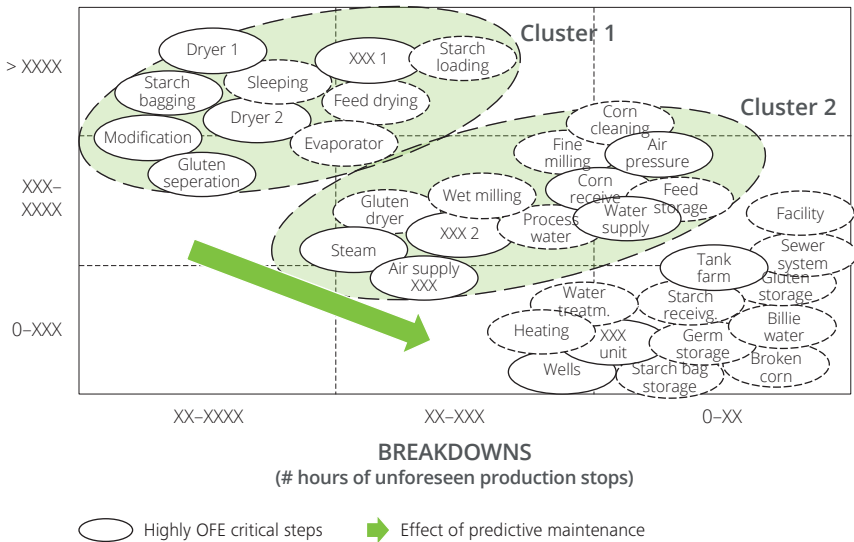 Cluster 1
Dryer 1
XXX 1
Starch
loading
> XXXX
Sleeping
Starch
bagging
Feed drying
Cluster 2
Dryer 2
Corn
cleaning
Modification
Evaporator
Fine
milling
Air
pressure
Gluten
seperation
XXX–
XXXX
Corn
receive
Feed
storage
Wet milling
Gluten
dryer
Process
water
Water
supply
Facility
XXX 2
Steam
Sewer
system
Air supply
XXX
Tank
farm
Gluten
storage
Water
treatm.
Starch
receivg.
0–XXX
Heating
XXX
unit
Germ
storage
Billie
water
Wells
Starch bag
storage
Broken
corn
XX–XXXX
XX–XXX
0–XX
BREAKDOWNS
(# hours of unforeseen production stops)
Highly OFE critical steps
Effect of predictive maintenance